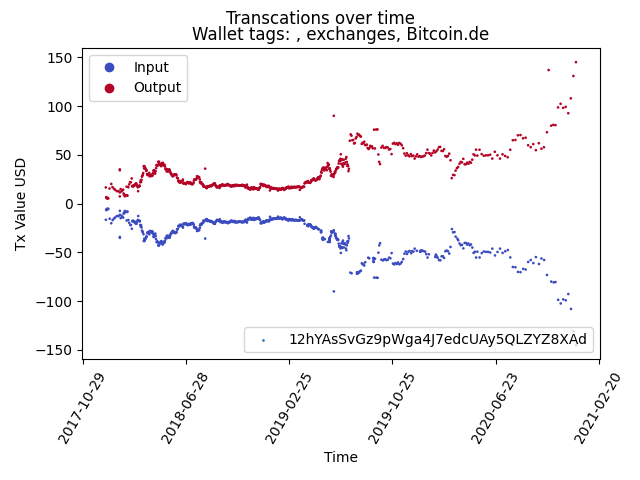 Transcations over time
Wallet tags: , exchanges, Bitcoin.de
Input
Output
150
100
50
0
−50
−100
−150
Tx Value USD
12hYAsSvGz9pWga4J7edcUAy5QLZYZ8XAd
2017-10-29
2018-06-28
2019-02-25
2019-10-25
2020-06-23
2021-02-20
Time